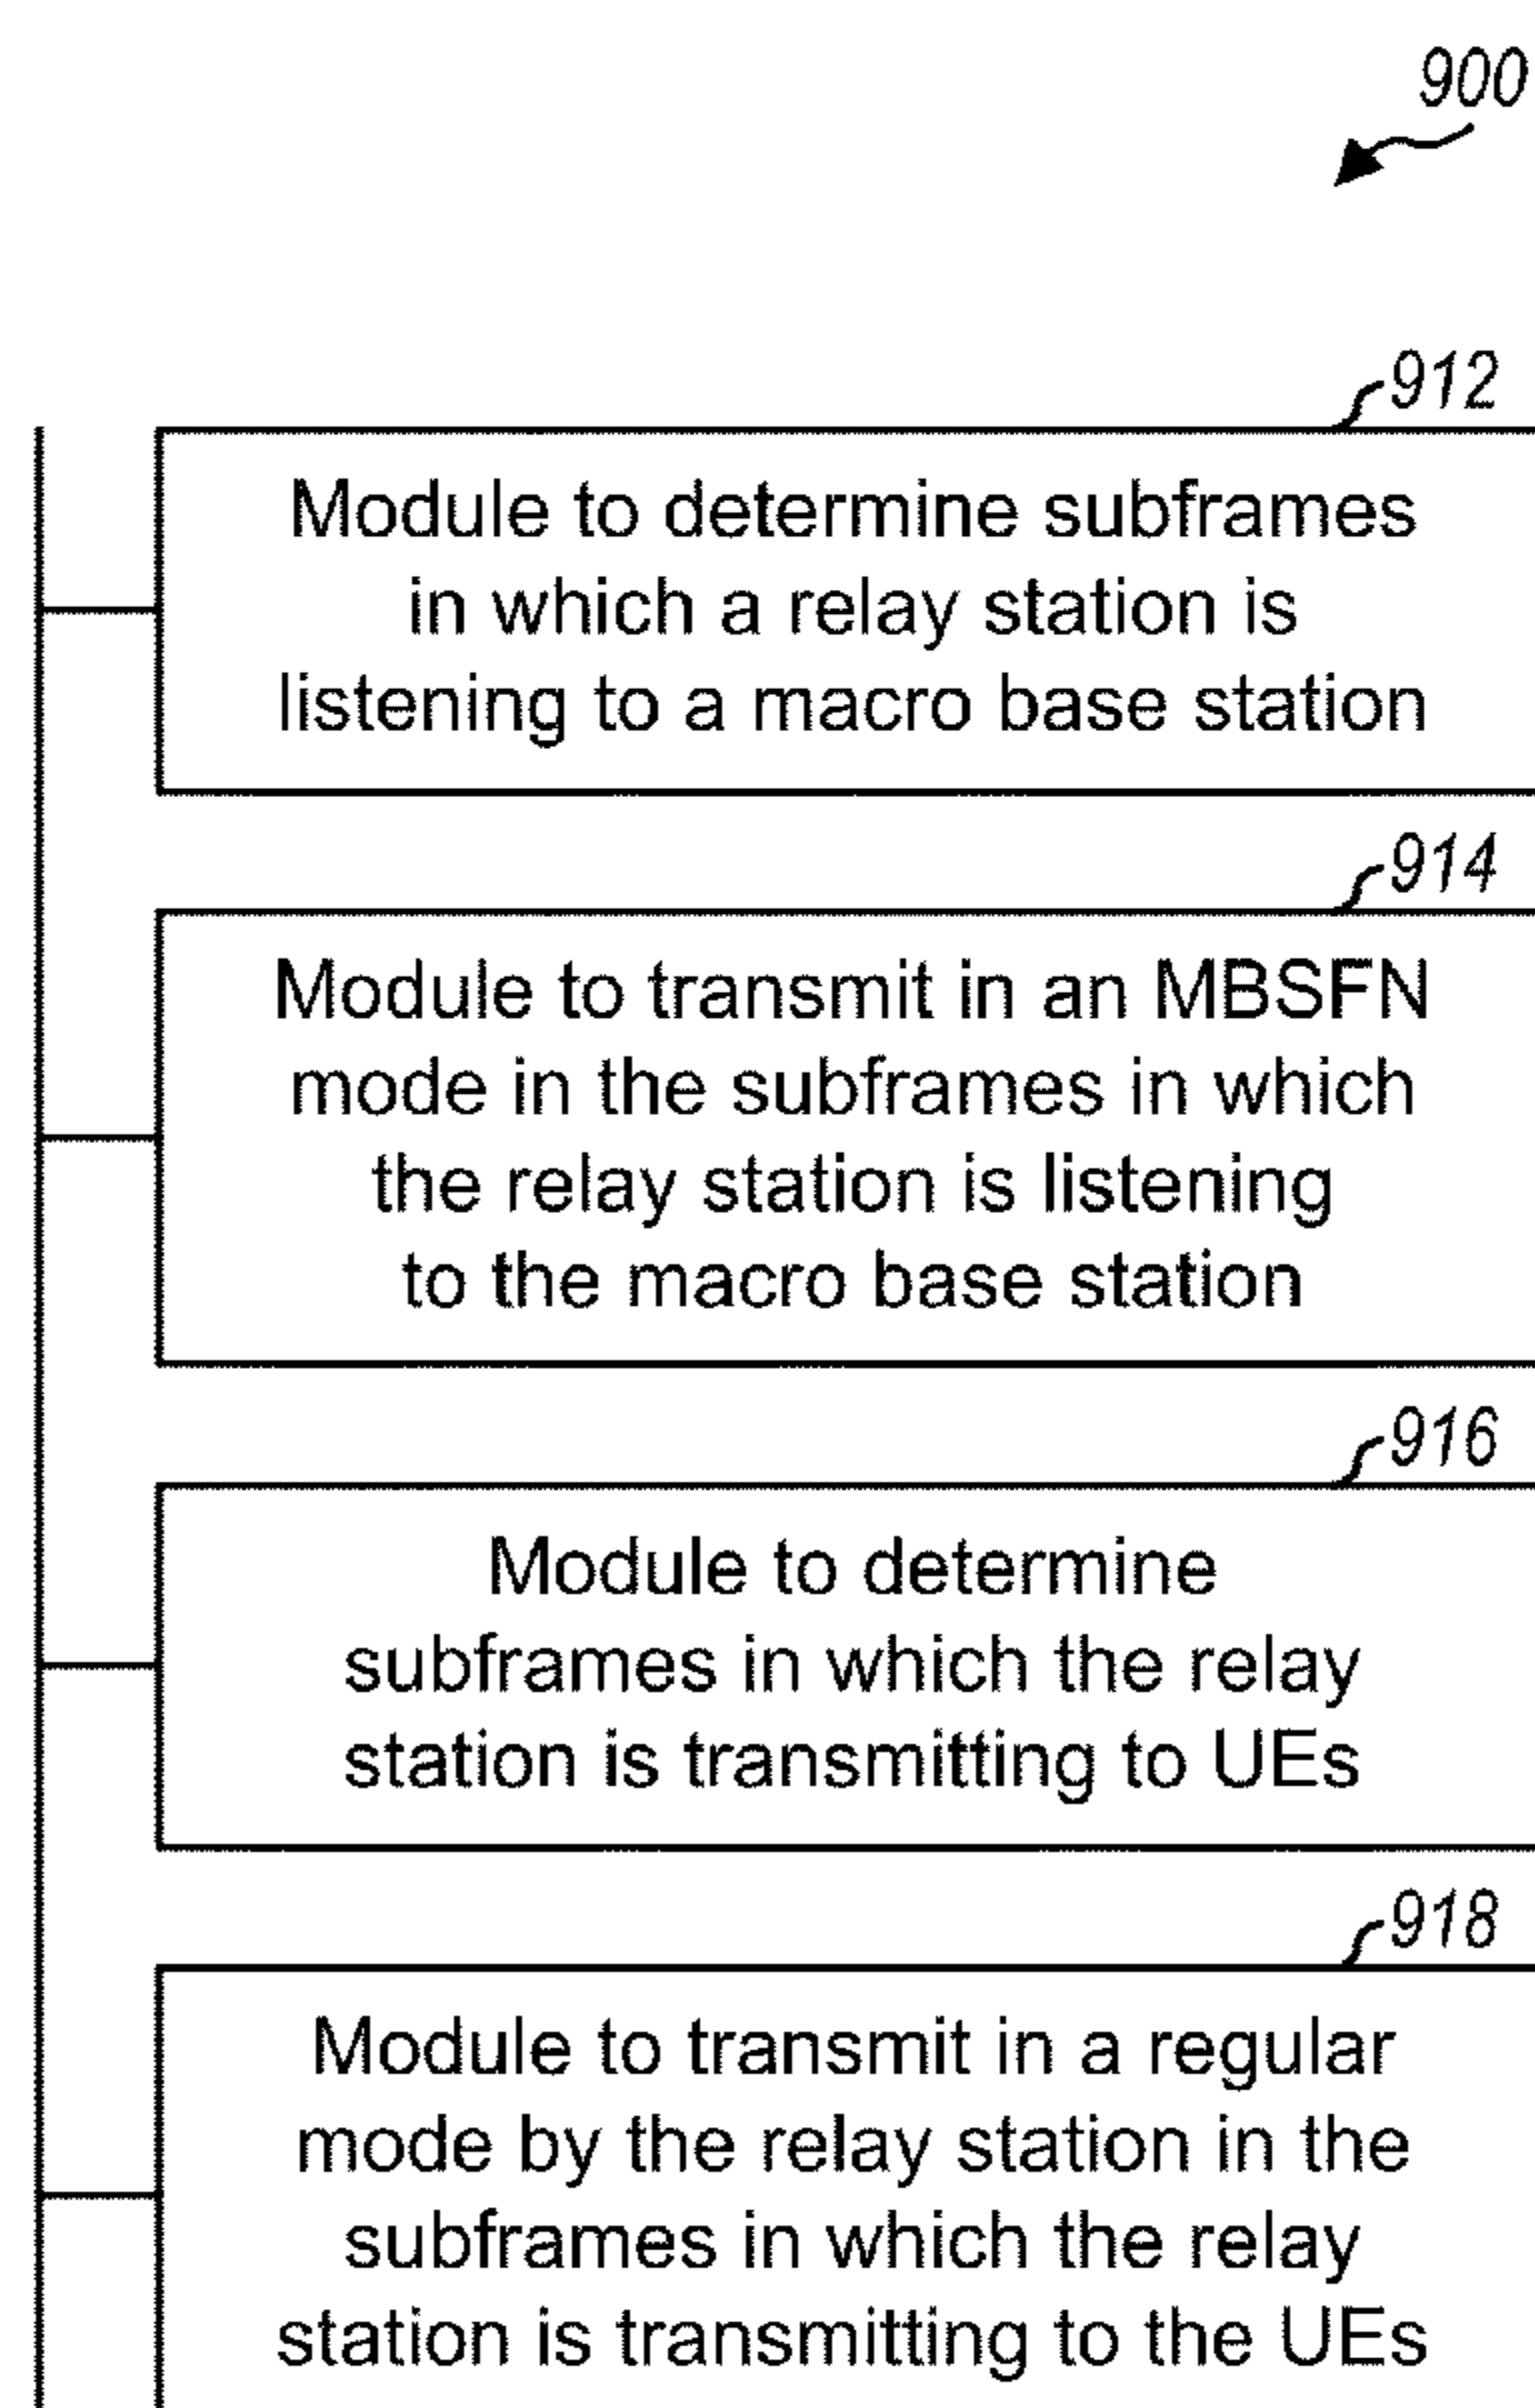 900
912
Module to determine subframes
in which a relay station is
listening to a macro base station
914
Module to transmit in an MBSFN
mode in the subframes in which
the relay station is listening
to the macro base station
916
Module to determine
subframes in which the relay
station is transmitting to UEs
918
Module to transmit in a regular
mode by the relay station in the
subframes in which the relay
station is transmitting to the UEs